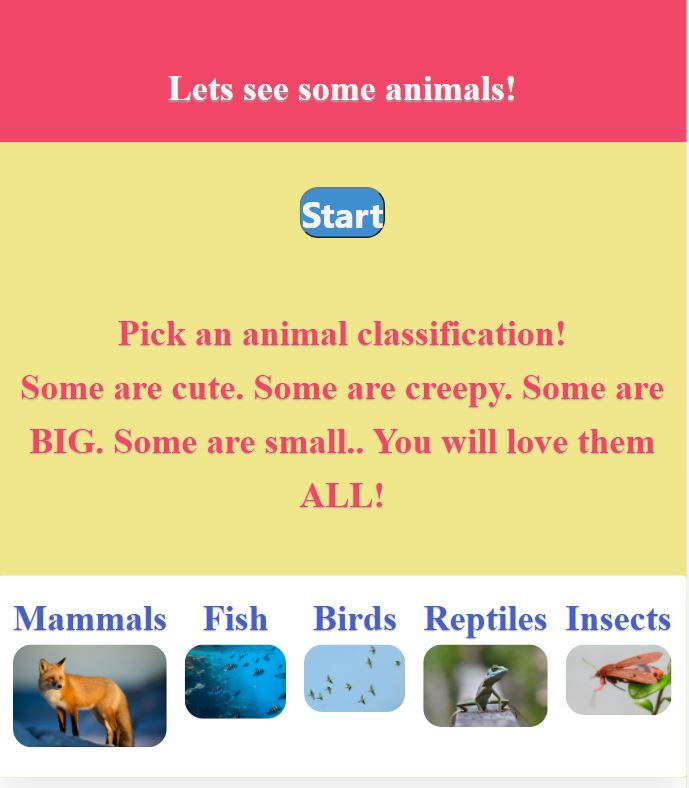 Lets see some animals!
Start
Pick an animal classification!
Some are cute. Some are creepy. Some are
BIG. Some are small.. You will love them
ALL!
Mammals Fish Birds Reptiles Insects